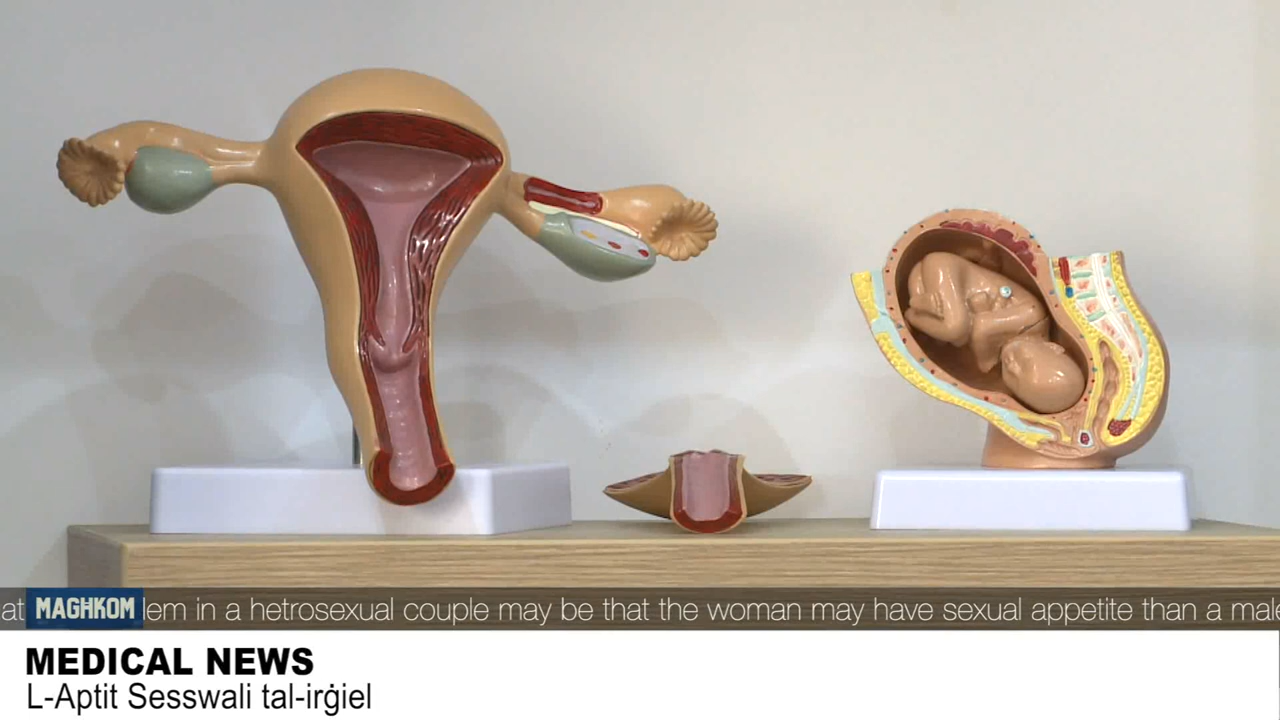 at MAGHKOM lem in a hetrosexual couple may be that the woman may have sexual appetite than a male
MEDICAL NEWS
L-Aptit Sesswali tal-irġiel